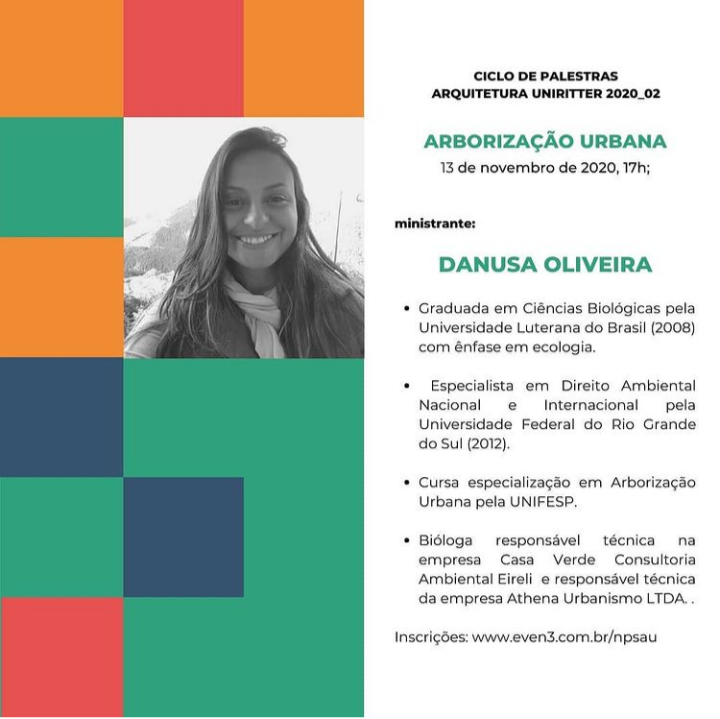 CICLO DE PALESTRAS
ARQUITETURA UNIRITTER 2020_02
ARBORIZAÇÃO URBANA
13 de novembro de 2020, 17h;
ministrante:
DANUSA OLIVEIRA
• Graduada em Ciências Biológicas pela
Universidade Luterana do Brasil (2008)
com ênfase em ecologia.
• Especialista em Direito Ambiental
Nacional e Internacional pela
Universidade Federal do Rio Grande
do Sul (2012).
• Cursa especialização em Arborização
Urbana pela UNIFESP.
• Bióloga responsável técnica na
empresa Casa Verde Consultoria
Ambiental Eireli e responsável técnica
da empresa Athena Urbanismo LTDA. .
Inscrições: www.even3.com.br/npsau